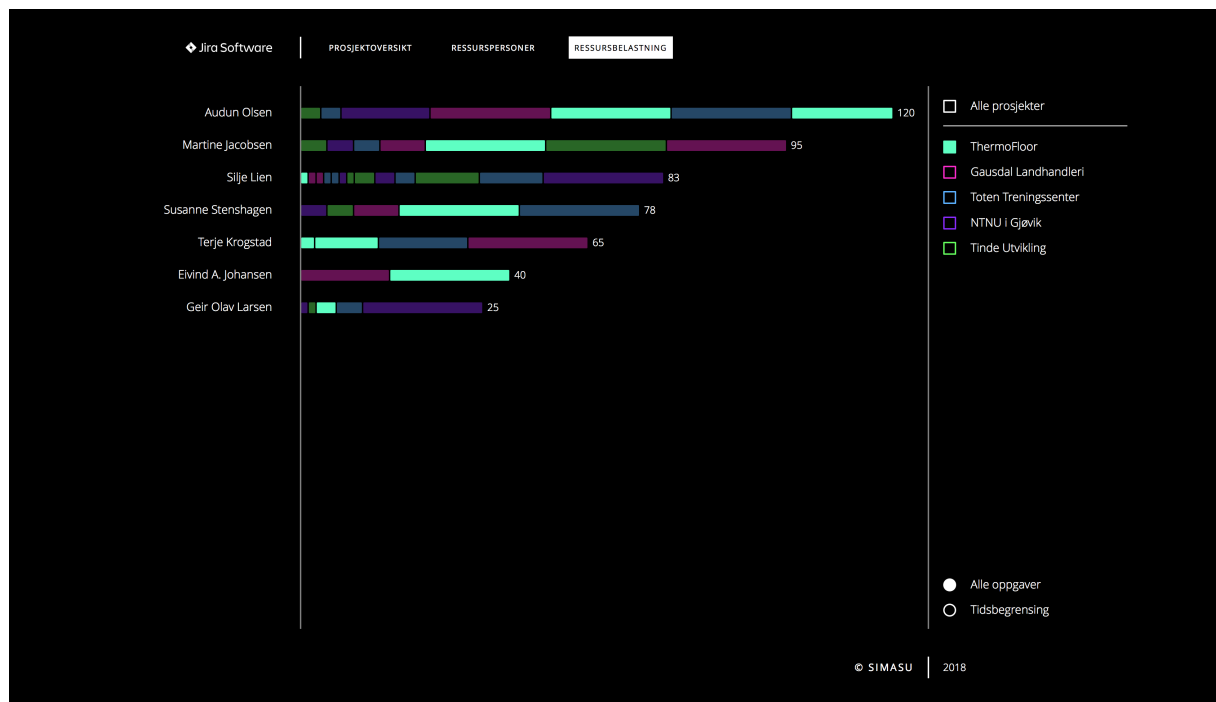 Jira Software
PROSJEKTOVERSIKT
RESSURSPERSONER
RESSURSBELASTNING
Audun Olsen 120
Martine Jacobsen 95
Silje Lien 83
Susanne Stenshagen 78
Terje Krogstad 65
Eivind A. Johansen 40
Geir Olav Larsen 25
Alle prosjekter
ThermoFloor
Gausdal Landhandleri
Toten Treningssenter
NTNU i Gjøvik
Tinde Utvikling
Alle oppgaver
Tidsbegrensing
© SIMASU 2018